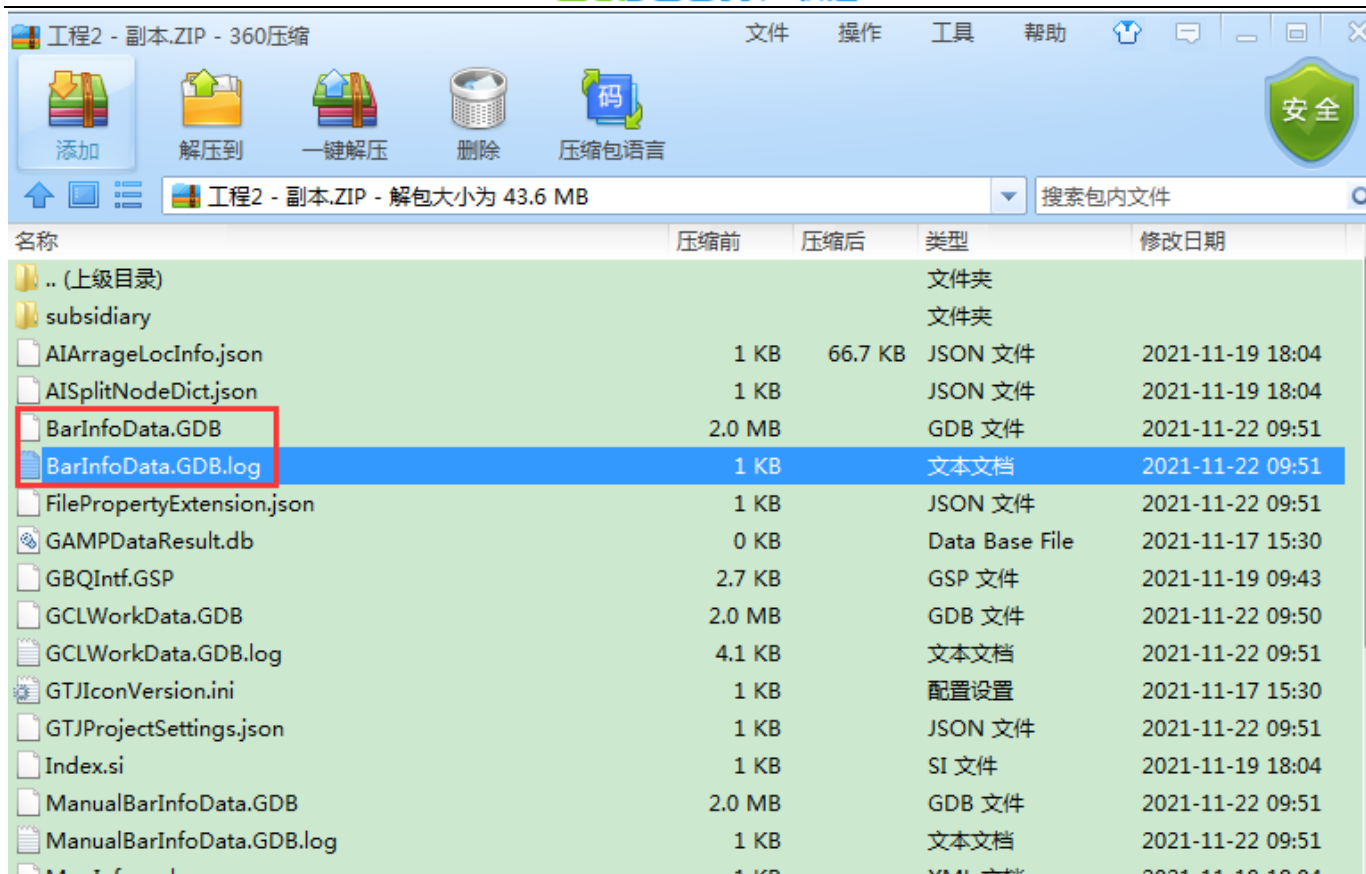 工程2 - 副本.ZIP - 360压缩 文件 操作 工具 帮助
码
安全
添加 解压到 一键解压 删除 压缩包语言
工程2 - 副本.ZIP - 解包大小为 43.6 MB 搜索包内文件
名称 压缩前 压缩后 类型 修改日期
.. (上级目录) 文件夹
subsidiary 文件夹
AIArrageLocInfo.json 1 KB 66.7 KB JSON 文件 2021-11-19 18:04
AISplitNodeDict.json 1 KB JSON 文件 2021-11-19 18:04
BarInfoData.GDB 2.0 MB GDB 文件 2021-11-22 09:51
BarInfoData.GDB.log 1 KB 文本文档 2021-11-22 09:51
FilePropertyExtension.json 1 KB JSON 文件 2021-11-22 09:51
GAMPDataResult.db 0 KB Data Base File 2021-11-17 15:30
GBQIntf.GSP 2.7 KB GSP 文件 2021-11-19 09:43
GCLWorkData.GDB 2.0 MB GDB 文件 2021-11-22 09:50
GCLWorkData.GDB.log 4.1 KB 文本文档 2021-11-22 09:51
GTJIconVersion.ini 1 KB 配置设置 2021-11-17 15:30
GTJProjectSettings.json 1 KB JSON 文件 2021-11-22 09:51
Index.si 1 KB SI 文件 2021-11-19 18:04
ManualBarInfoData.GDB 2.0 MB GDB 文件 2021-11-22 09:51
ManualBarInfoData.GDB.log 1 KB 文本文档 2021-11-22 09:51